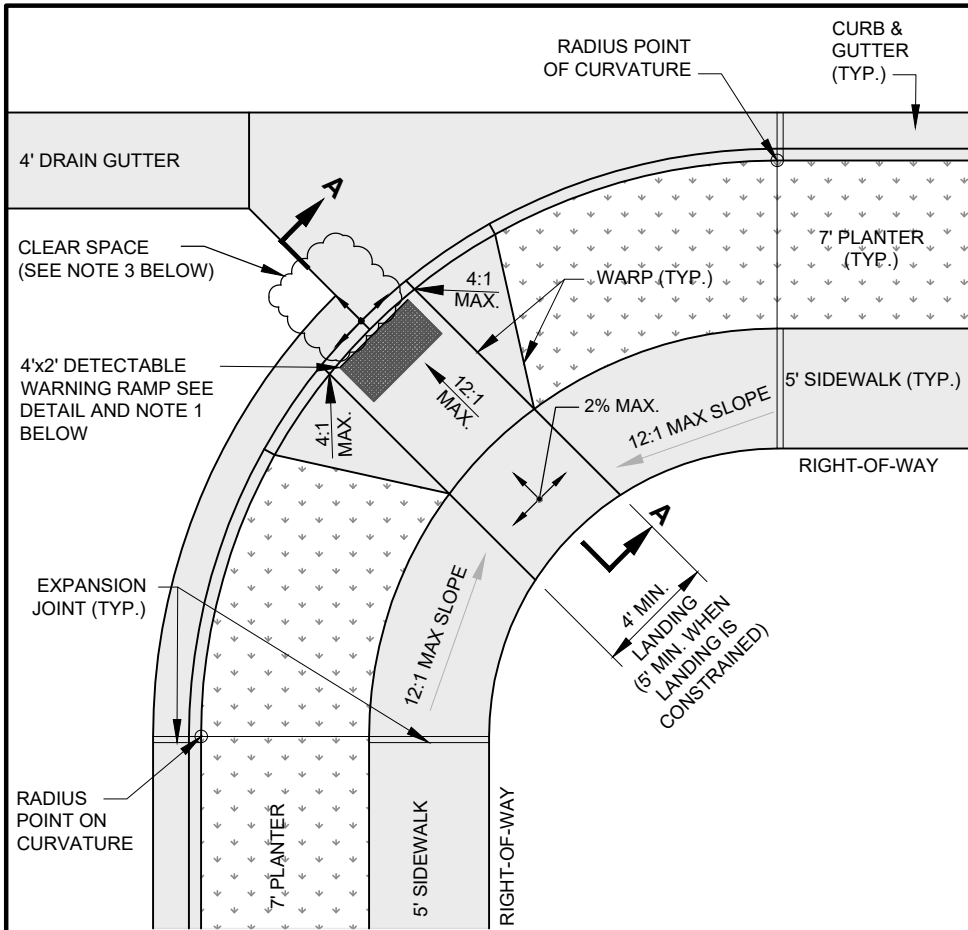 RADIUS POINT
OF CURVATURE
CURB &
GUTTER
(TYP.)
4' DRAIN GUTTER
A
CLEAR SPACE
(SEE NOTE 3 BELOW)
7' PLANTER
(TYP.)
4:1
MAX.
WARP (TYP.)
4'x2' DETECTABLE
WARNING RAMP SEE
DETAIL AND NOTE 1
BELOW
12:1
MAX.
4:1
MAX.
5' SIDEWALK (TYP.)
2% MAX.
12:1 MAX SLOPE
RIGHT-OF-WAY
A
EXPANSION
JOINT (TYP.)
12:1 MAX SLOPE
4' MIN.
LANDING
(5' MIN. WHEN
LANDING IS
CONSTRAINED)
RADIUS
POINT ON
CURVATURE
7' PLANTER
5' SIDEWALK
RIGHT-OF-WAY